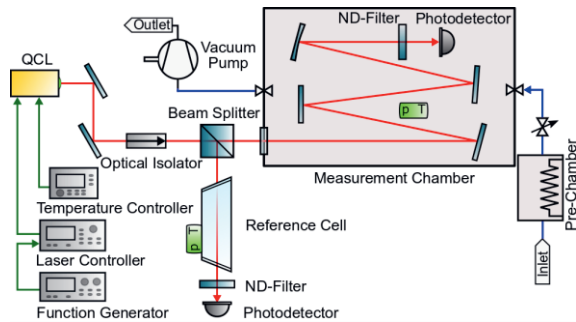 Outlet
ND-Filter
Photodetector
QCL
Vacuum
Pump
Beam Splitter
p T
Optical Isolator
Measurement Chamber
Pre-Chamber
Temperature Controller
Reference Cell
p T
Laser Controller
Inlet
ND-Filter
Function Generator
Photodetector